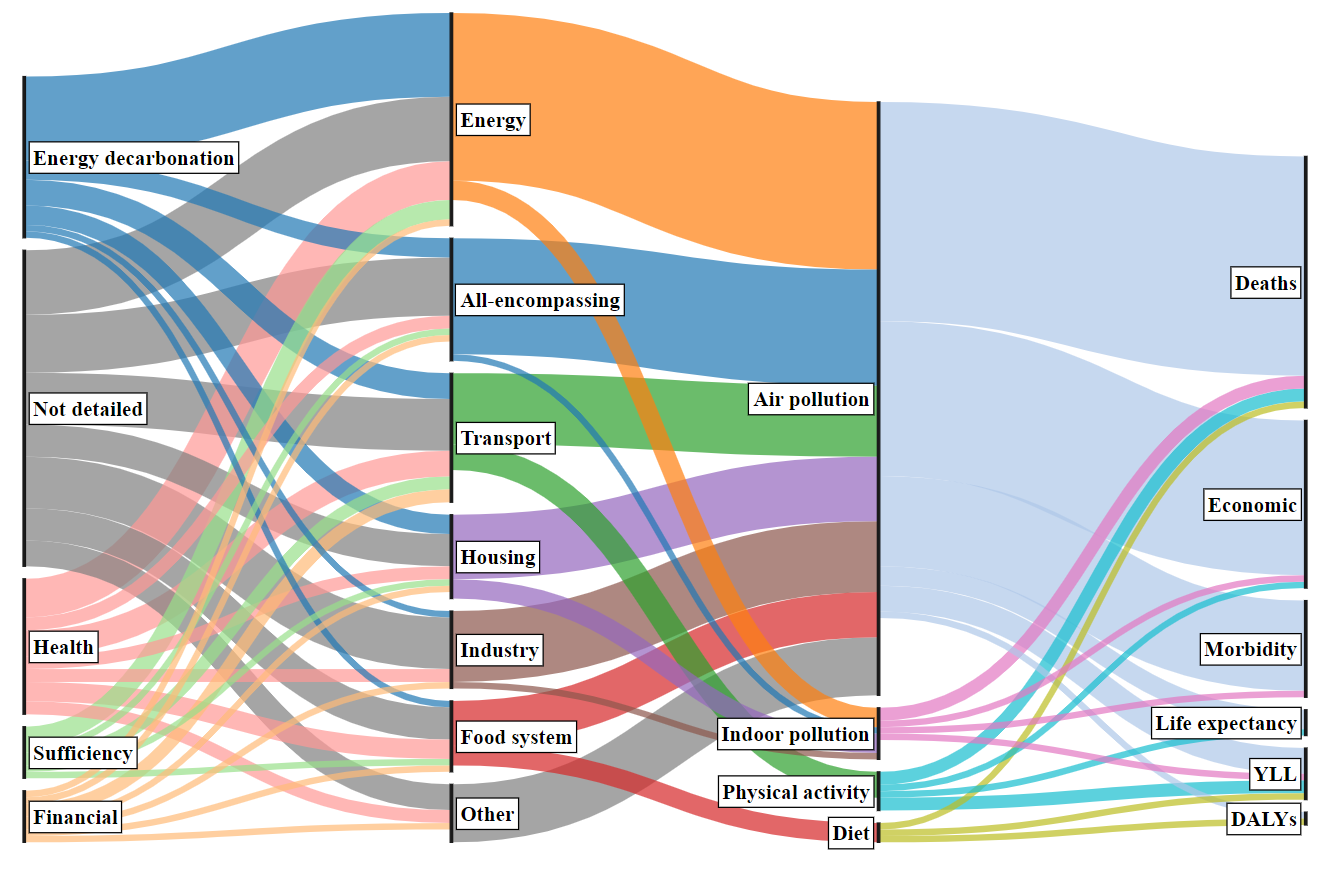 Energy decarbonation
Not detailed
Health
Sufficiency
Financial
Energy
All-encompassing
Transport
Housing
Industry
Food system
Other
Air pollution
Indoor pollution
Physical activity
Diet
Deaths
Economic
Morbidity
Life expectancy
YLL
DALYs